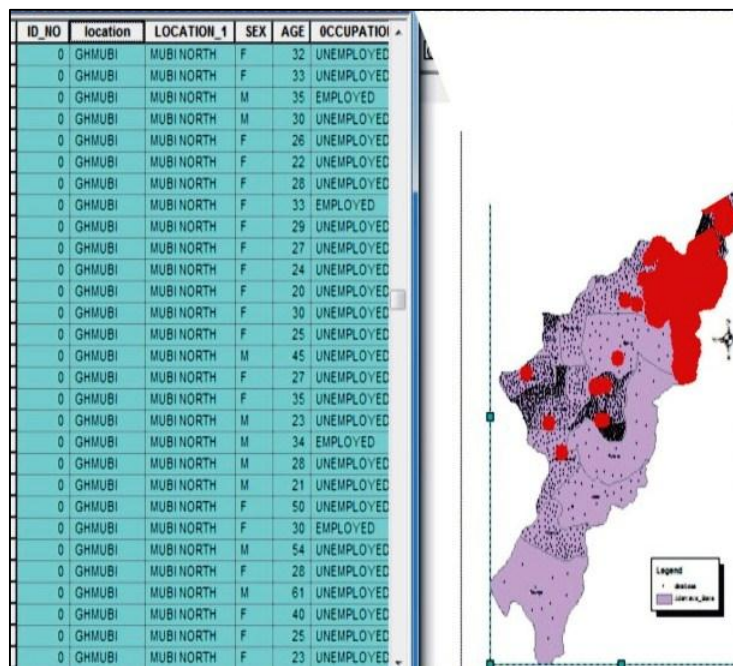 ID_NO location LOCATION_1 SEX AGE OCCUPATIO
0 GHMUBI MUBI NORTH F 32 UNEMPLOYED
0 GHMUBI MUBI NORTH F 33 UNEMPLOYED
0 GHMUBI MUBI NORTH M 35 EMPLOYED
0 GHMUBI MUBI NORTH M 30 UNEMPLOYED
0 GHMUBI MUBI NORTH F 26 UNEMPLOYED
0 GHMUBI MUBI NORTH F 22 UNEMPLOYED
0 GHMUBI MUBI NORTH F 28 UNEMPLOYED
0 GHMUBI MUBI NORTH F 33 EMPLOYED
0 GHMUBI MUBI NORTH F 29 UNEMPLOYED
0 GHMUBI MUBI NORTH F 27 UNEMPLOYED
0 GHMUBI MUBI NORTH F 24 UNEMPLOYED
0 GHMUBI MUBI NORTH F 20 UNEMPLOYED
0 GHMUBI MUBI NORTH F 30 UNEMPLOYED
0 GHMUBI MUBI NORTH F 25 UNEMPLOYED
0 GHMUBI MUBI NORTH M 45 UNEMPLOYED
0 GHMUBI MUBI NORTH F 27 UNEMPLOYED
0 GHMUBI MUBI NORTH F 35 UNEMPLOYED
0 GHMUBI MUBI NORTH M 23 UNEMPLOYED
0 GHMUBI MUBI NORTH M 34 EMPLOYED
0 GHMUBI MUBI NORTH M 28 UNEMPLOYED
0 GHMUBI MUBI NORTH M 21 UNEMPLOYED
0 GHMUBI MUBI NORTH F 50 UNEMPLOYED
0 GHMUBI MUBI NORTH F 30 EMPLOYED
0 GHMUBI MUBI NORTH M 54 UNEMPLOYED
0 GHMUBI MUBI NORTH F 28 UNEMPLOYED
0 GHMUBI MUBI NORTH M 61 UNEMPLOYED
0 GHMUBI MUBI NORTH F 40 UNEMPLOYED
0 GHMUBI MUBI NORTH F 25 UNEMPLOYED
0 GHMUBI MUBI NORTH F 23 UNEMPLOYED
Legend